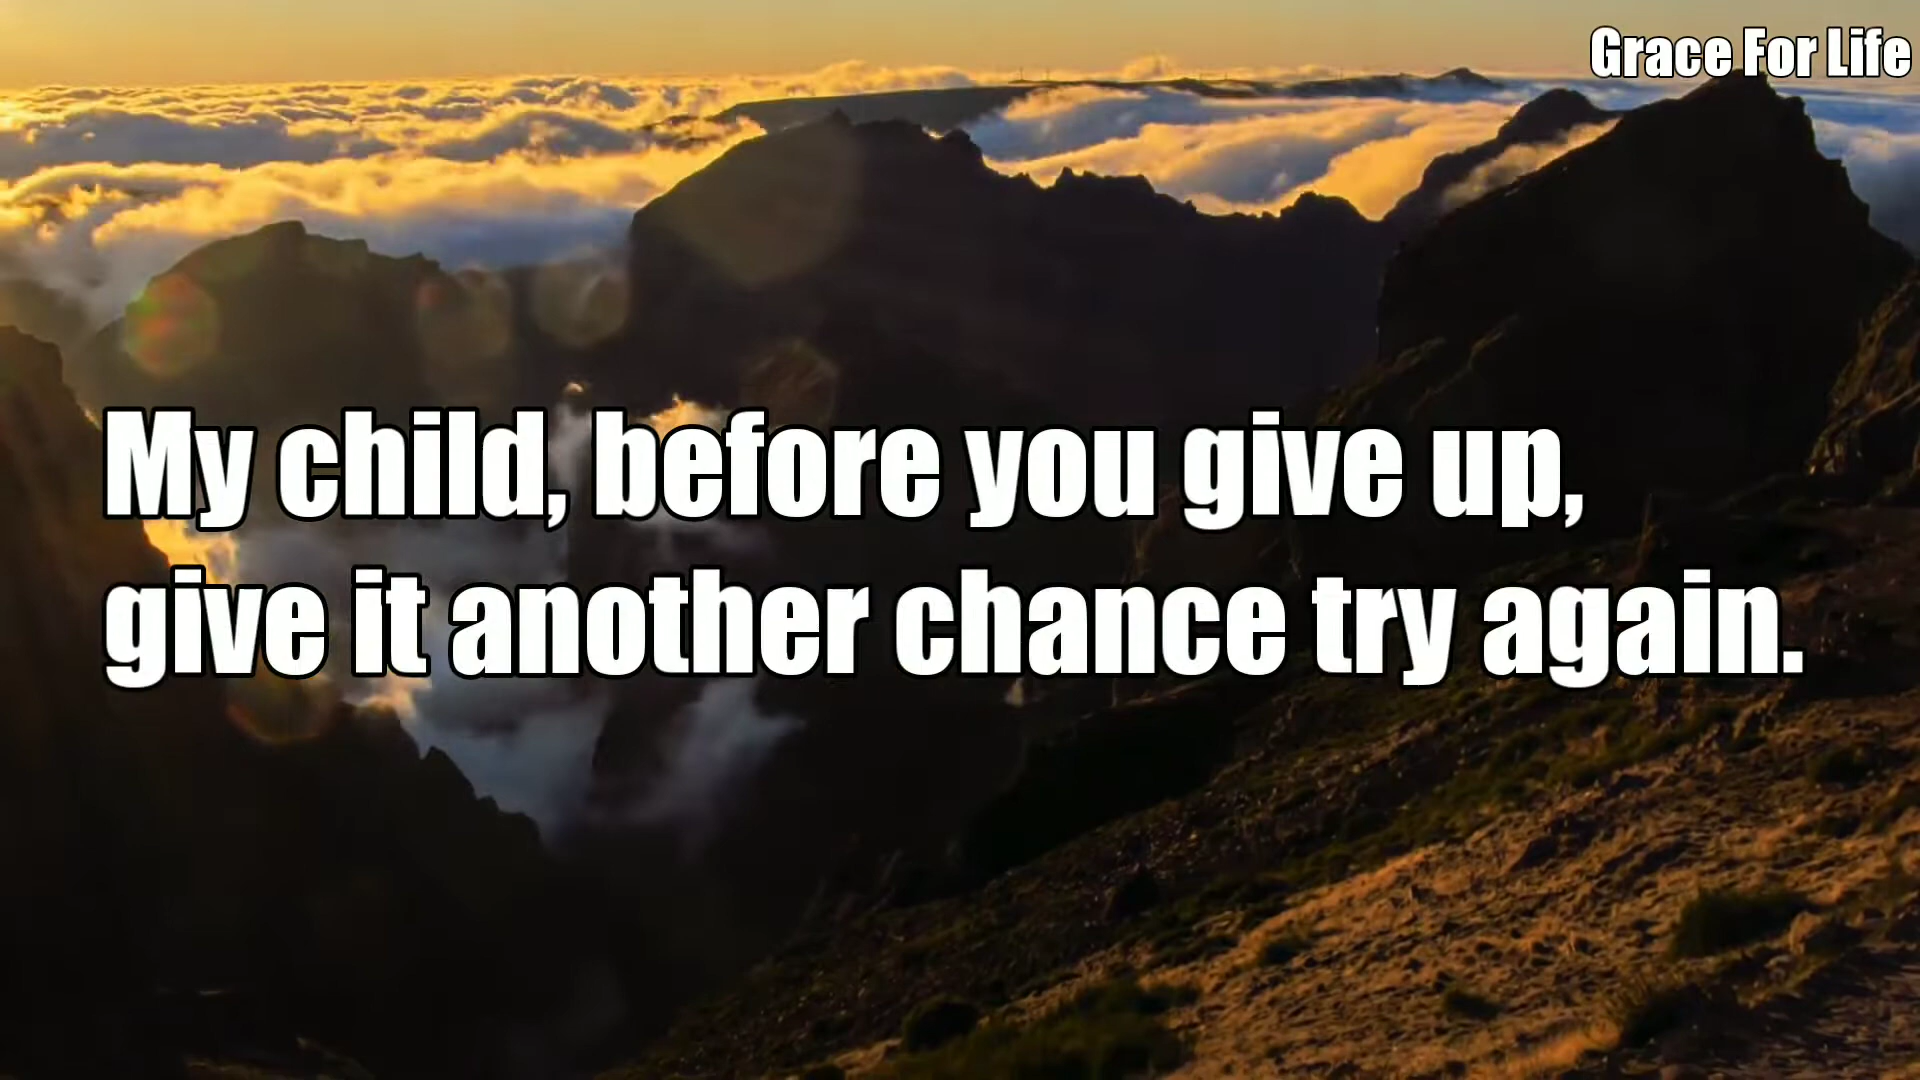 Grace For Life
My child, before you give up,
give it another chance try again.